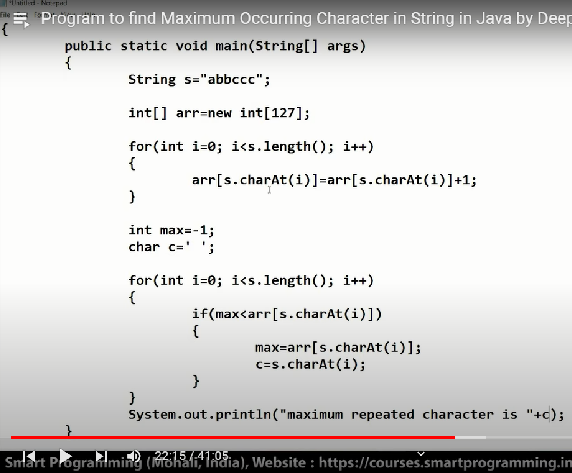 *Untitled - Notepad
Program to find Maximum Occurring Character in String in Java by Deep
{
public static void main(String[] args)
{
String s="abbccc";
int[] arr=new int[127];
for(int i=0; i<s.length(); i++)
{
arr[s.charAt(i)]=arr[s.charAt(i)]+1;
}
int max=-1;
char c=' ';
for(int i=0; i<s.length(); i++)
{
if(max<arr[s.charAt(i)])
{
max=arr[s.charAt(i)];
c=s.charAt(i);
}
}
System.out.println("maximum repeated character is "+c);
}
22:15 / 41:05
Smart Programming (Mohali, India), Website : https://courses.smartprogramming.in